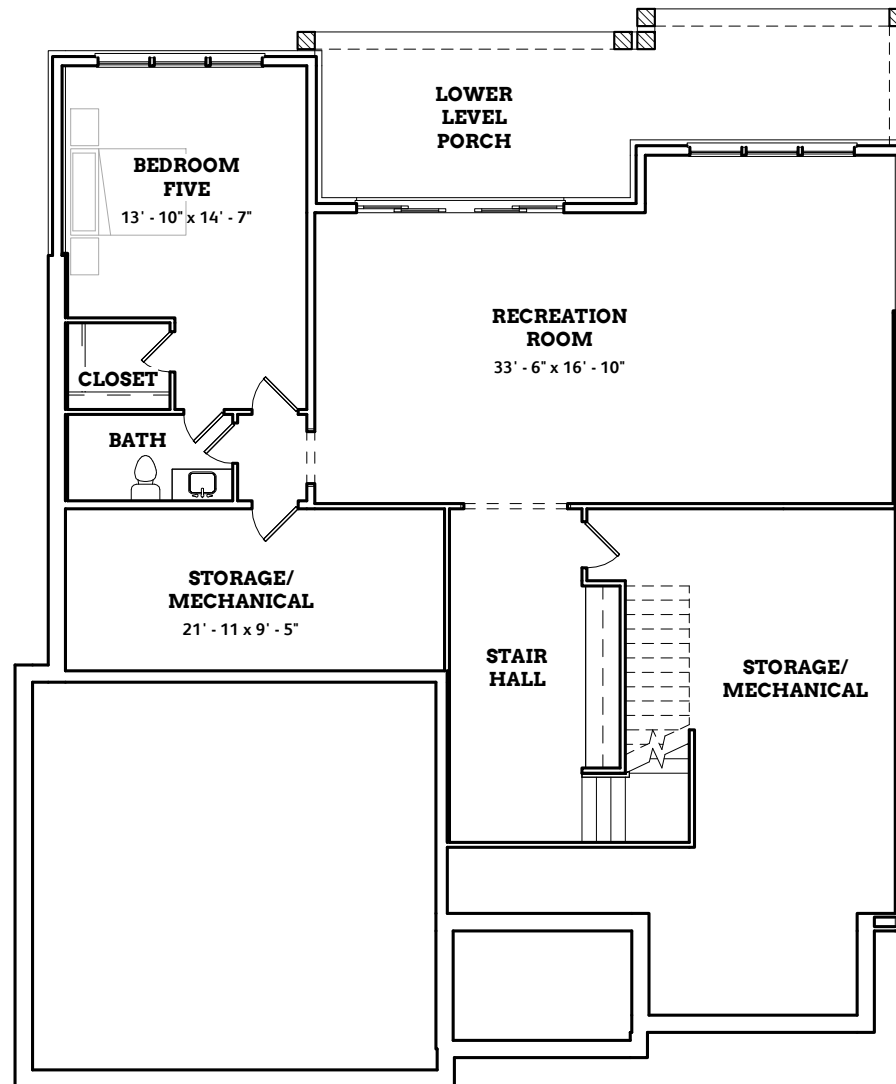 LOWER
LEVEL
PORCH
BEDROOM
FIVE
13' - 10" x 14' - 7"
RECREATION
ROOM
33' - 6" x 16' - 10"
CLOSET
BATH
STORAGE/
MECHANICAL
21' - 11 x 9' - 5"
STAIR
HALL
STORAGE/
MECHANICAL